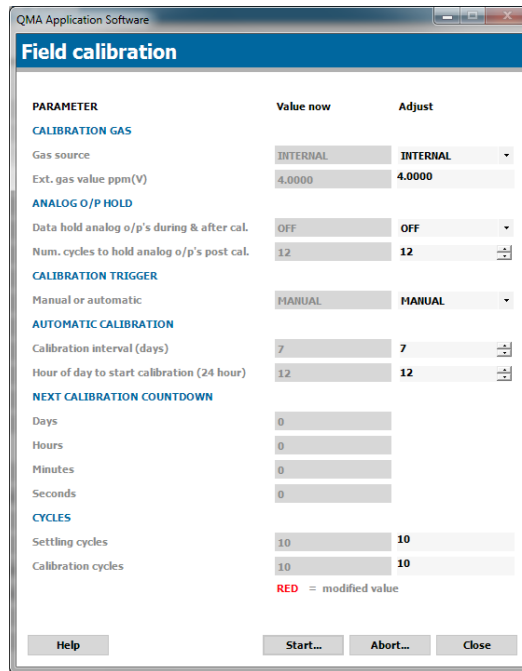 QMA Application Software
Field calibration
PARAMETER Value now Adjust
CALIBRATION GAS
Gas source INTERNAL INTERNAL
Ext. gas value ppm(V) 4.0000 4.0000
ANALOG O/P HOLD
Data hold analog o/p's during & after cal. OFF OFF
Num. cycles to hold analog o/p's post cal. 12 12
CALIBRATION TRIGGER
Manual or automatic MANUAL MANUAL
AUTOMATIC CALIBRATION
Calibration interval (days) 7 7
Hour of day to start calibration (24 hour) 12 12
NEXT CALIBRATION COUNTDOWN
Days 0
Hours 0
Minutes 0
Seconds 0
CYCLES
Settling cycles 10 10
Calibration cycles 10 10
RED = modified value
Help Start... Abort... Close